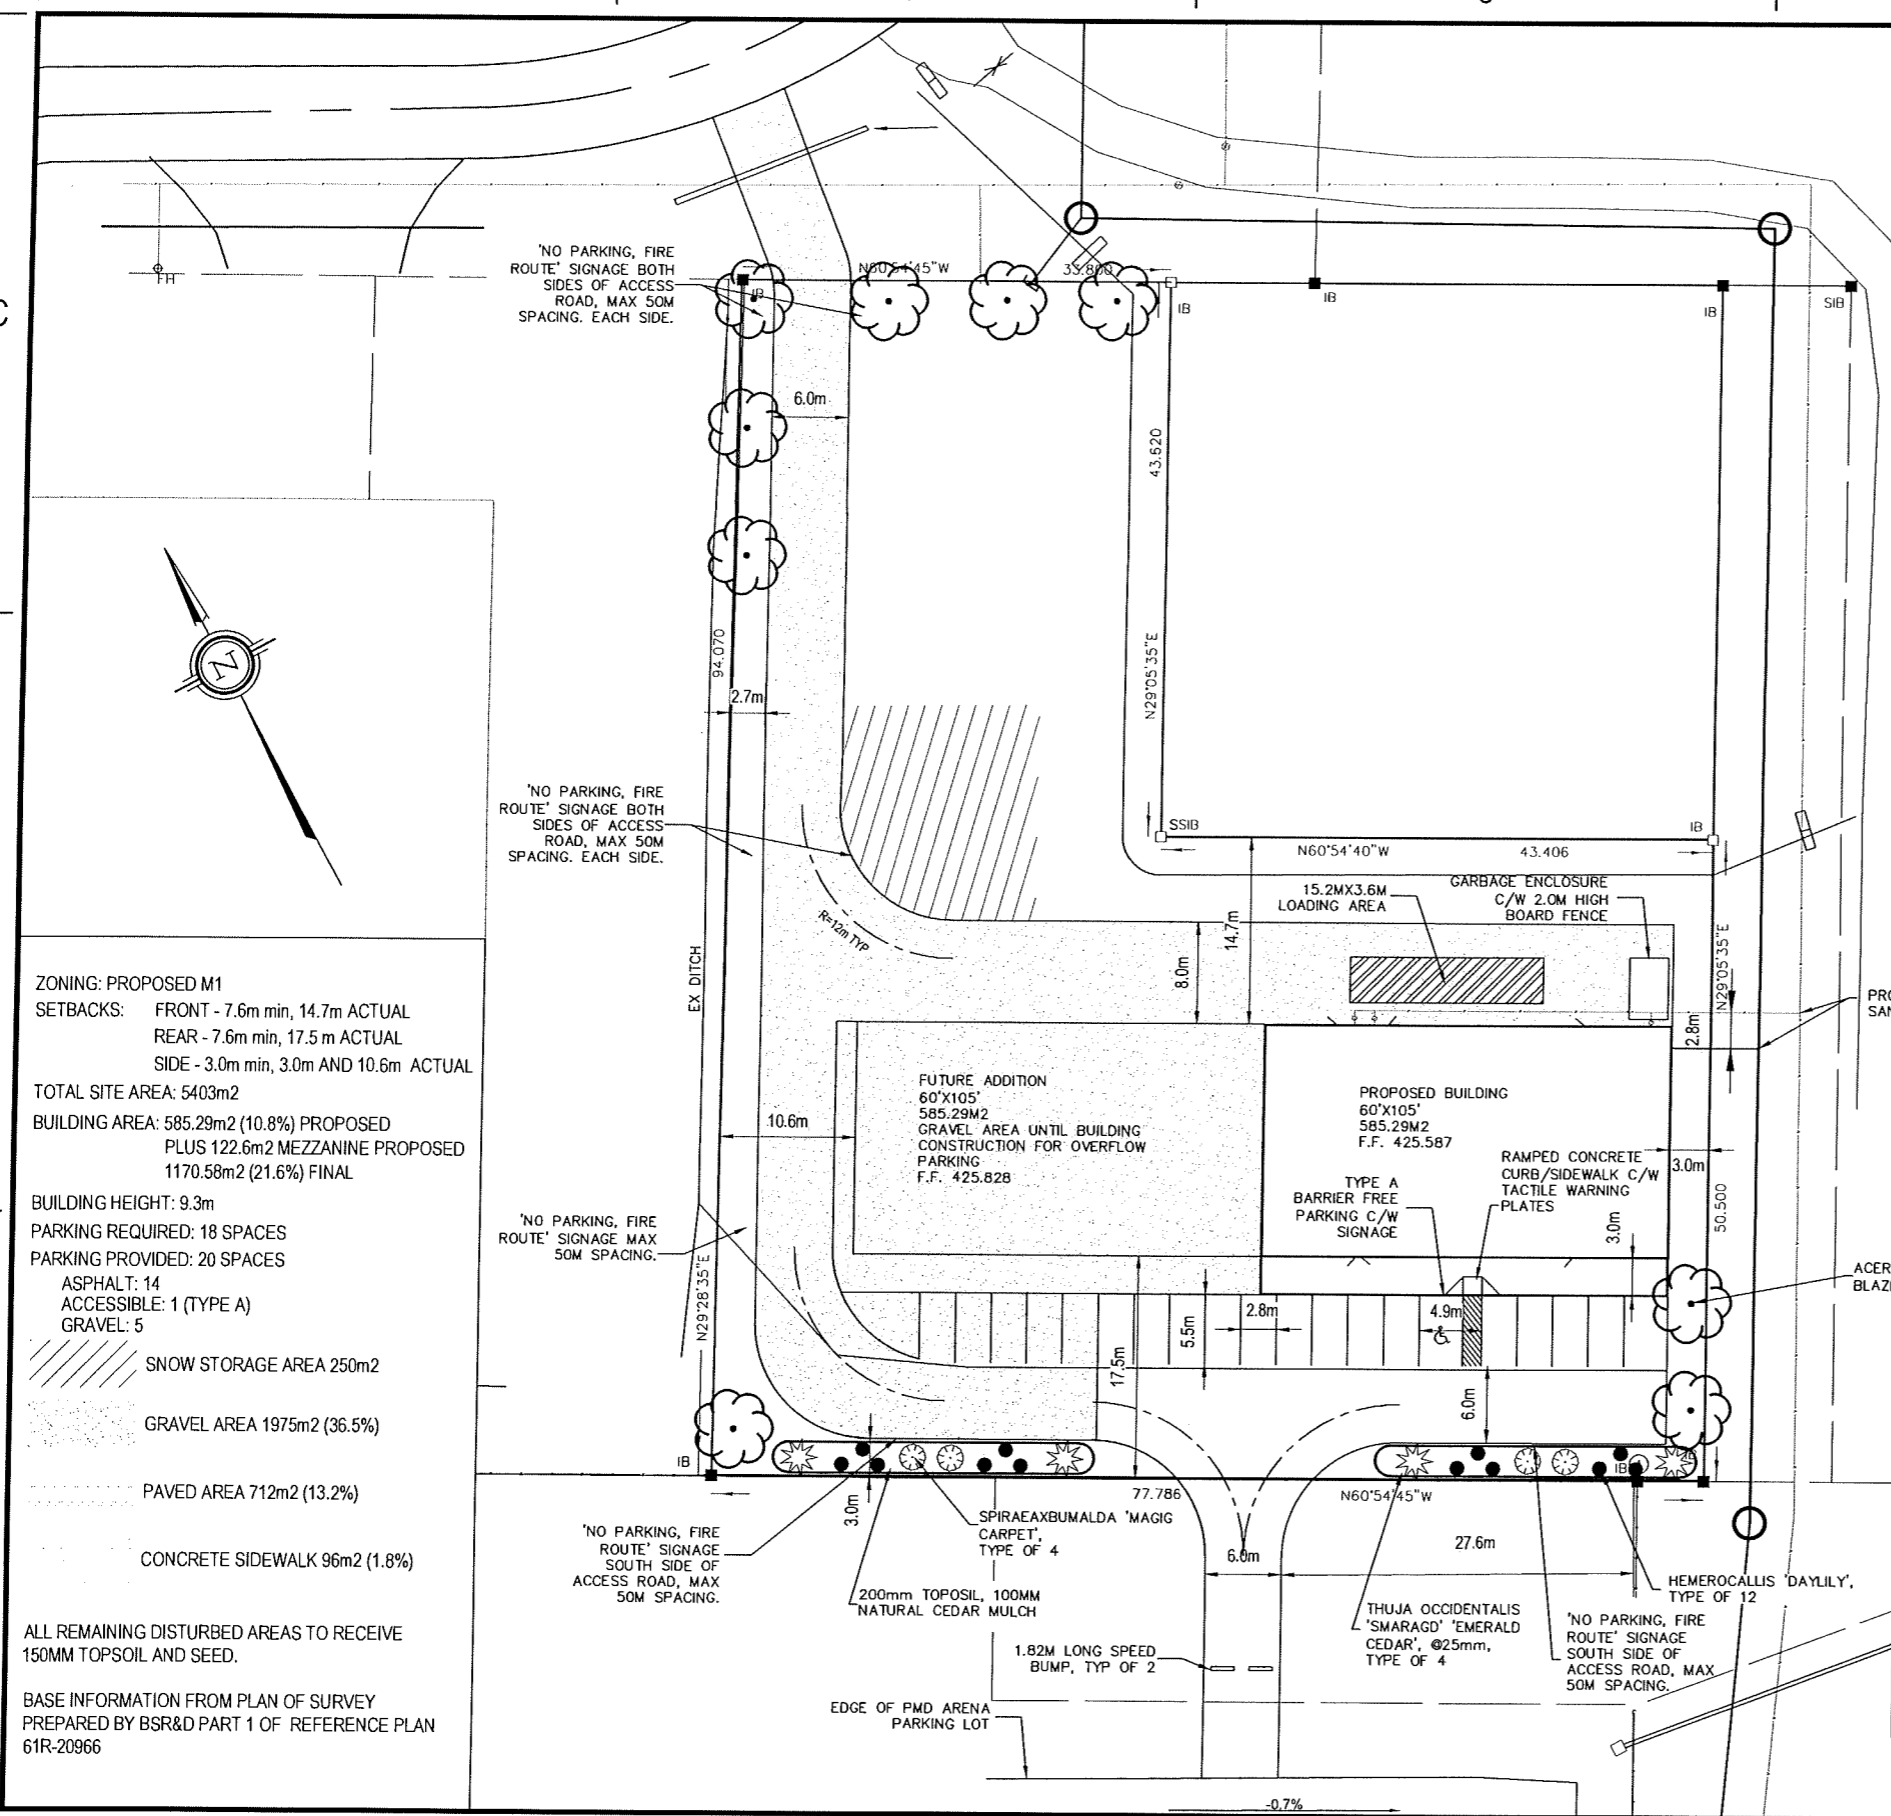 'NO PARKING, FIRE
ROUTE' SIGNAGE BOTH
SIDES OF ACCESS
ROAD, MAX 50M
SPACING. EACH SIDE.
FH
IB
N60°54'45"W
33.800
IB
IB
IB
SIB
6.0m
43.620
N29°05'35"E
94.070
2.7m
N
'NO PARKING, FIRE
ROUTE' SIGNAGE BOTH
SIDES OF ACCESS
ROAD, MAX 50M
SPACING. EACH SIDE.
SSIB
IB
N60°54'40"W
43.406
R=12m TYP
15.2MX3.6M
LOADING AREA
GARBAGE ENCLOSURE
C/W 2.0M HIGH
BOARD FENCE
14.7m
8.0m
N29°05'35"E
2.8m
EX DITCH
PRO
SAN
ZONING: PROPOSED M1
SETBACKS: FRONT - 7.6m min, 14.7m ACTUAL
REAR - 7.6m min, 17.5 m ACTUAL
SIDE - 3.0m min, 3.0m AND 10.6m ACTUAL
TOTAL SITE AREA: 5403m2
BUILDING AREA: 585.29m2 (10.8%) PROPOSED
PLUS 122.6m2 MEZZANINE PROPOSED
1170.58m2 (21.6%) FINAL
BUILDING HEIGHT: 9.3m
PARKING REQUIRED: 18 SPACES
PARKING PROVIDED: 20 SPACES
ASPHALT: 14
ACCESSIBLE: 1 (TYPE A)
GRAVEL: 5
SNOW STORAGE AREA 250m2
GRAVEL AREA 1975m2 (36.5%)
PAVED AREA 712m2 (13.2%)
CONCRETE SIDEWALK 96m2 (1.8%)
ALL REMAINING DISTURBED AREAS TO RECEIVE
150MM TOPSOIL AND SEED.
BASE INFORMATION FROM PLAN OF SURVEY
PREPARED BY BSR&D PART 1 OF REFERENCE PLAN
61R-20966
10.6m
FUTURE ADDITION
60'X105'
585.29M2
GRAVEL AREA UNTIL BUILDING
CONSTRUCTION FOR OVERFLOW
PARKING
F.F. 425.828
PROPOSED BUILDING
60'X105'
585.29M2
F.F. 425.587
RAMPED CONCRETE
CURB/SIDEWALK C/W
TACTILE WARNING
PLATES
TYPE A
BARRIER FREE
PARKING C/W
SIGNAGE
3.0m
3.0m
50.500
'NO PARKING, FIRE
ROUTE' SIGNAGE MAX
50M SPACING.
N29°28'35"E
ACER
BLAZE
5.5m
2.8m
4.9m
17.5m
6.0m
IB
IB
3.0m
77.786
N60°54'45"W
SPIRAEAXBUMALDA 'MAGIG
CARPET',
TYPE OF 4
'NO PARKING, FIRE
ROUTE' SIGNAGE
SOUTH SIDE OF
ACCESS ROAD, MAX
50M SPACING.
200mm TOPOSIL, 100MM
NATURAL CEDAR MULCH
6.0m
27.6m
HEMEROCALLIS 'DAYLILY',
TYPE OF 12
THUJA OCCIDENTALIS
'SMARAGD' 'EMERALD
CEDAR', @25mm,
TYPE OF 4
'NO PARKING, FIRE
ROUTE' SIGNAGE
SOUTH SIDE OF
ACCESS ROAD, MAX
50M SPACING.
1.82M LONG SPEED
BUMP, TYP OF 2
EDGE OF PMD ARENA
PARKING LOT
-0.7%